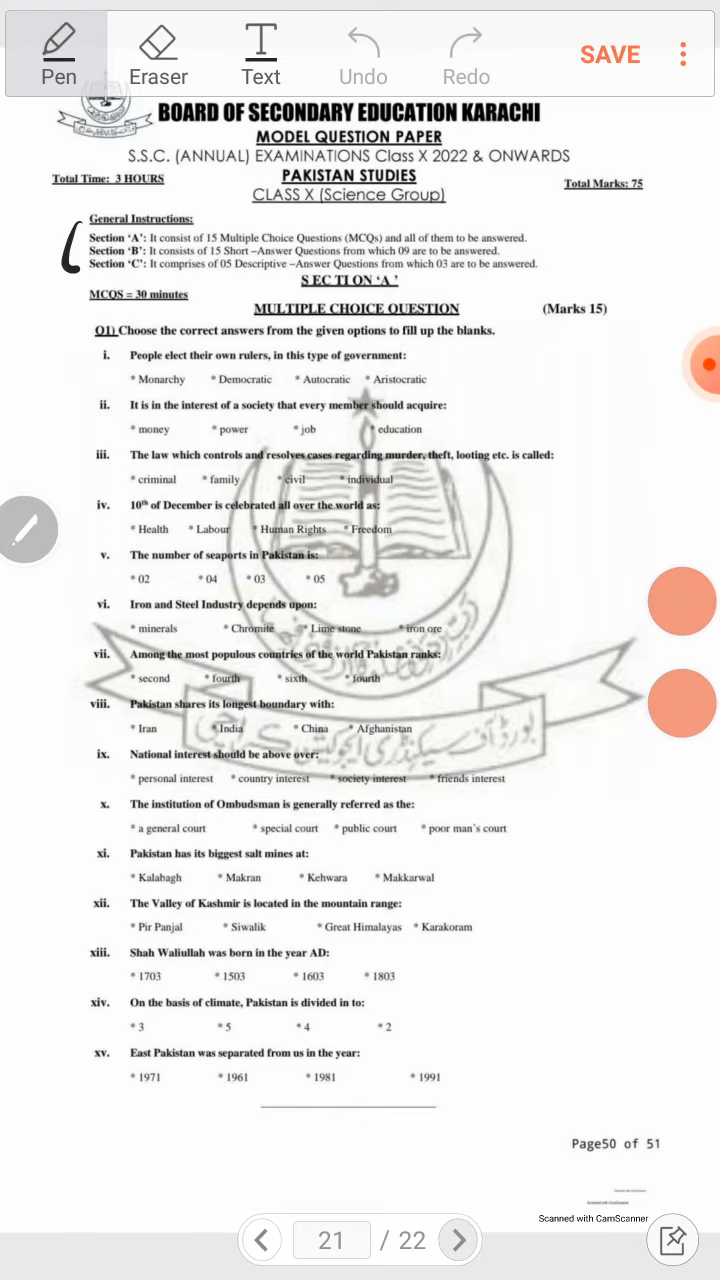 Pen
Eraser
Text
Undo
Redo
SAVE
BOARD OF SECONDARY EDUCATION KARACHI
MODEL QUESTION PAPER
S.S.C. (ANNUAL) EXAMINATIONS Class X 2022 & ONWARDS
Total Time: 3 HOURS PAKISTAN STUDIES Total Marks: 75
CLASS X (Science Group)
General Instructions:
Section ‘A’: It consist of 15 Multiple Choice Questions (MCQs) and all of them to be answered.
Section ‘B’: It consists of 15 Short –Answer Questions from which 09 are to be answered.
Section ‘C’: It comprises of 05 Descriptive –Answer Questions from which 03 are to be answered.
S EC TI ON ‘A ’
MCQS = 30 minutes
MULTIPLE CHOICE QUESTION (Marks 15)
Q1) Choose the correct answers from the given options to fill up the blanks.
i. People elect their own rulers, in this type of government:
* Monarchy * Democratic * Autocratic * Aristocratic
ii. It is in the interest of a society that every member should acquire:
* money * power * job * education
iii. The law which controls and resolves cases regarding murder, theft, looting etc. is called:
* criminal * family * civil * individual
iv. 10th of December is celebrated all over the world as:
* Health * Labour * Human Rights * Freedom
v. The number of seaports in Pakistan is:
* 02 * 04 * 03 * 05
vi. Iron and Steel Industry depends upon:
* minerals * Chromite * Lime stone * iron ore
vii. Among the most populous countries of the world Pakistan ranks:
* second * fourth * sixth * fourth
viii. Pakistan shares its longest boundary with:
* Iran * India * China * Afghanistan
ix. National interest should be above over:
* personal interest * country interest * society interest * friends interest
x. The institution of Ombudsman is generally referred as the:
* a general court * special court * public court * poor man’s court
xi. Pakistan has its biggest salt mines at:
* Kalabagh * Makran * Kehwara * Makkarwal
xii. The Valley of Kashmir is located in the mountain range:
* Pir Panjal * Siwalik * Great Himalayas * Karakoram
xiii. Shah Waliullah was born in the year AD:
* 1703 * 1503 * 1603 * 1803
xiv. On the basis of climate, Pakistan is divided in to:
* 3 * 5 * 4 * 2
xv. East Pakistan was separated from us in the year:
* 1971 * 1961 * 1981 * 1991
Page50 of 51
Scanned with CamScanner
21 / 22